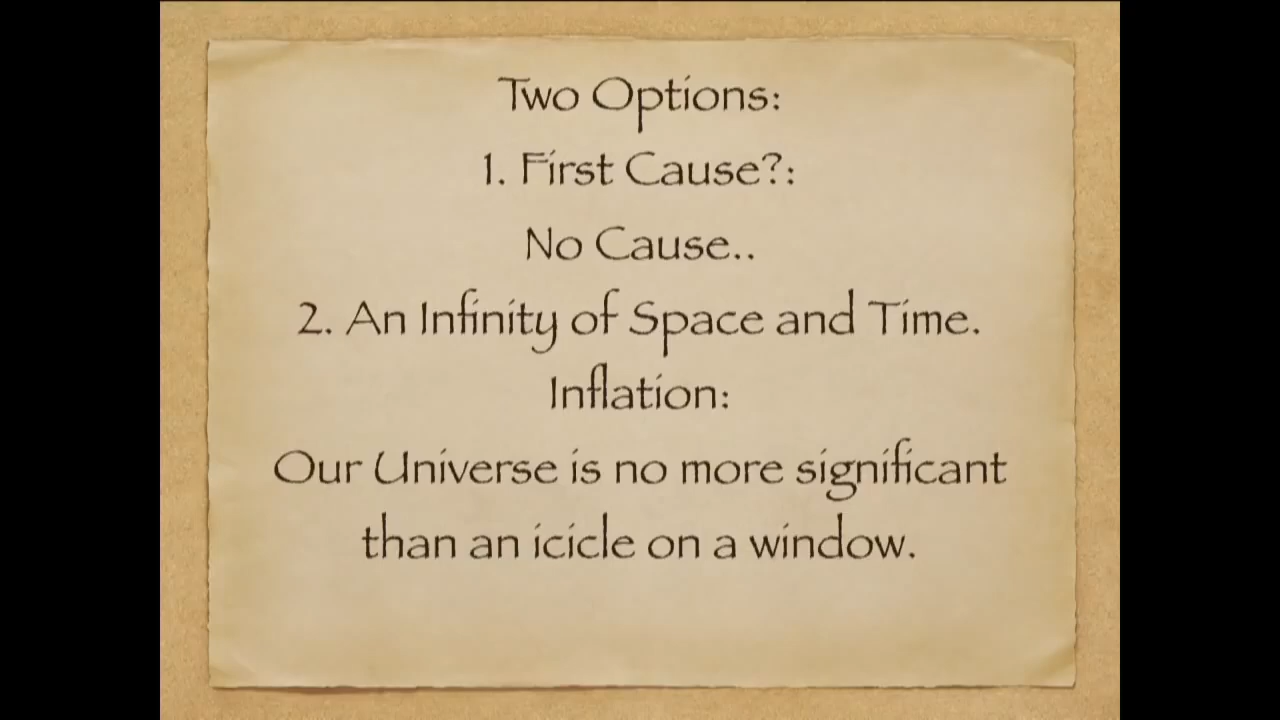 Two Options:
1. First Cause?:
No Cause..
2. An Infinity of Space and Time.
Inflation:
Our Universe is no more significant
than an icicle on a window.